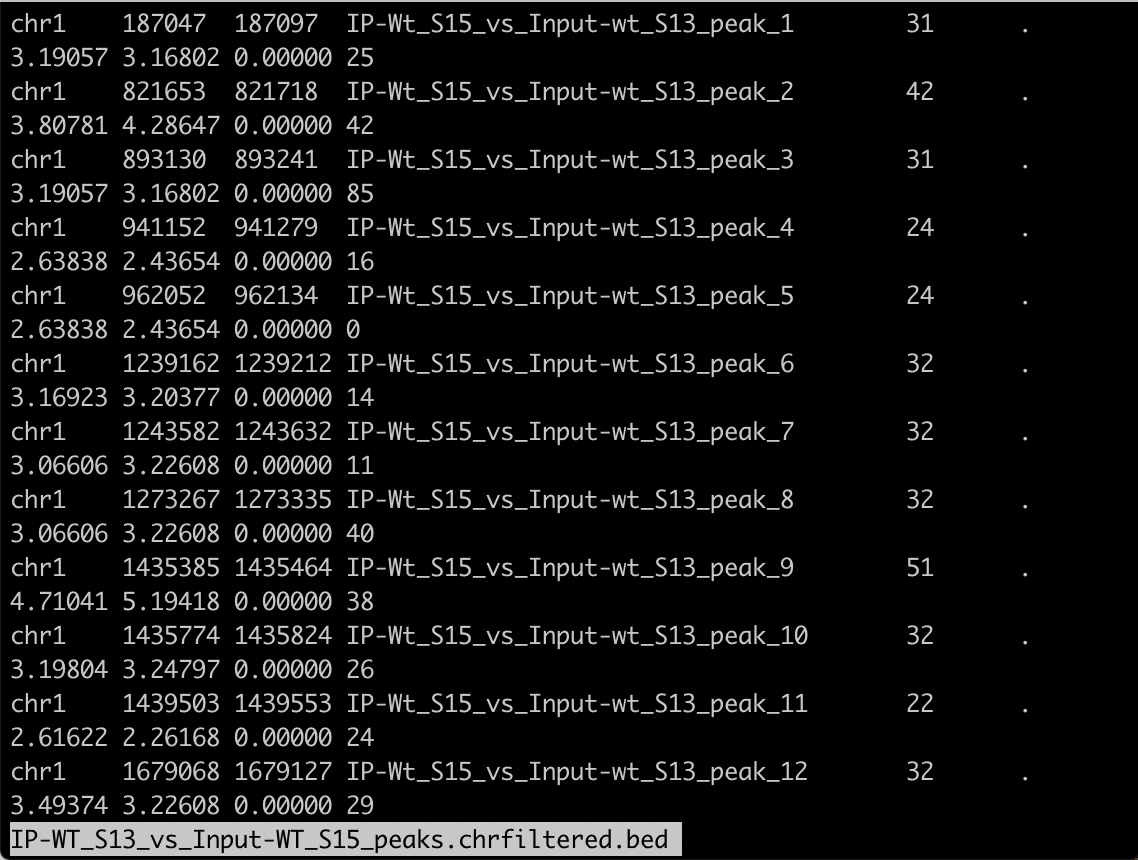 chr1 187047 187097 IP-Wt_S15_vs_Input-wt_S13_peak_1 31 .
3.19057 3.16802 0.00000 25
chr1 821653 821718 IP-Wt_S15_vs_Input-wt_S13_peak_2 42 .
3.80781 4.28647 0.00000 42
chr1 893130 893241 IP-Wt_S15_vs_Input-wt_S13_peak_3 31 .
3.19057 3.16802 0.00000 85
chr1 941152 941279 IP-Wt_S15_vs_Input-wt_S13_peak_4 24 .
2.63838 2.43654 0.00000 16
chr1 962052 962134 IP-Wt_S15_vs_Input-wt_S13_peak_5 24 .
2.63838 2.43654 0.00000 0
chr1 1239162 1239212 IP-Wt_S15_vs_Input-wt_S13_peak_6 32 .
3.16923 3.20377 0.00000 14
chr1 1243582 1243632 IP-Wt_S15_vs_Input-wt_S13_peak_7 32 .
3.06606 3.22608 0.00000 11
chr1 1273267 1273335 IP-Wt_S15_vs_Input-wt_S13_peak_8 32 .
3.06606 3.22608 0.00000 40
chr1 1435385 1435464 IP-Wt_S15_vs_Input-wt_S13_peak_9 51 .
4.71041 5.19418 0.00000 38
chr1 1435774 1435824 IP-Wt_S15_vs_Input-wt_S13_peak_10 32 .
3.19804 3.24797 0.00000 26
chr1 1439503 1439553 IP-Wt_S15_vs_Input-wt_S13_peak_11 22 .
2.61622 2.26168 0.00000 24
chr1 1679068 1679127 IP-Wt_S15_vs_Input-wt_S13_peak_12 32 .
3.49374 3.22608 0.00000 29
IP-WT_S13_vs_Input-WT_S15_peaks.chrfiltered.bed